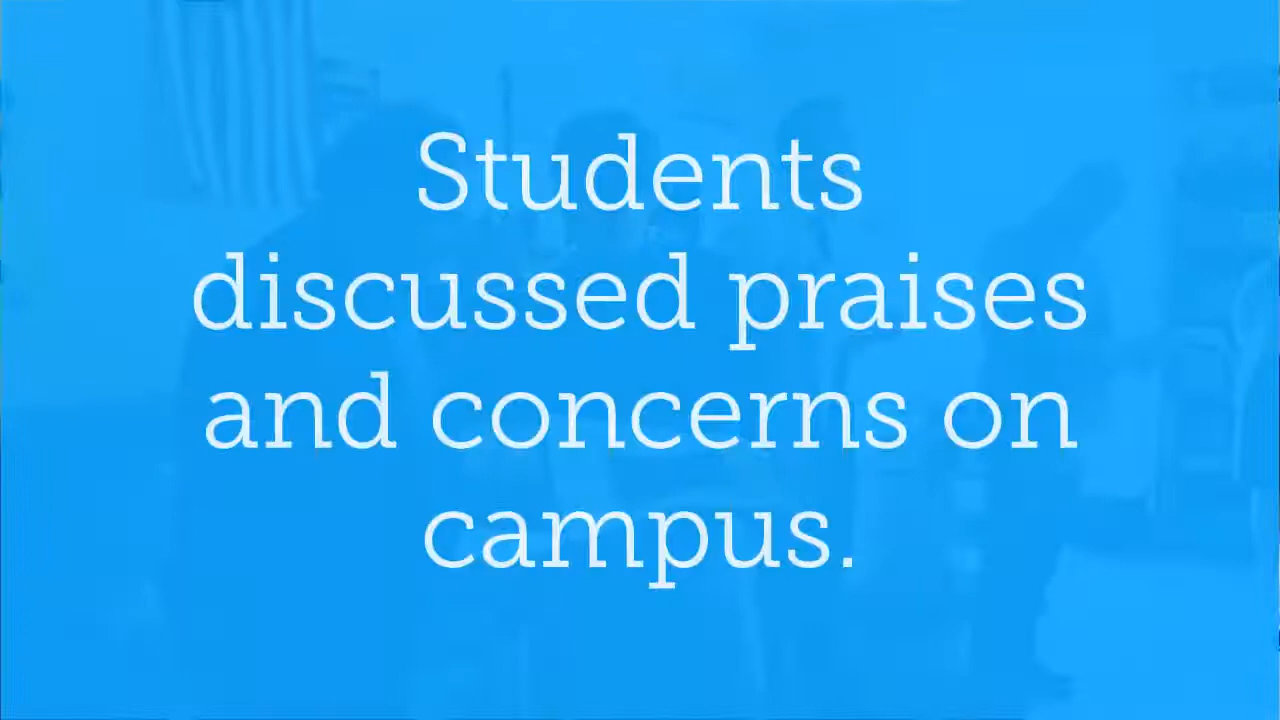 Students
discussed praises
and concerns on
campus.